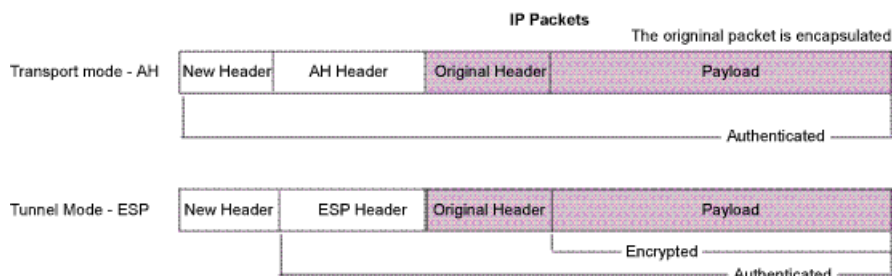 IP Packets
The origninal packet is encapsulated
Transport mode - AH New Header AH Header Original Header Payload
Authenticated
Tunnel Mode - ESP New Header ESP Header Original Header Payload
Encrypted
Authenticated